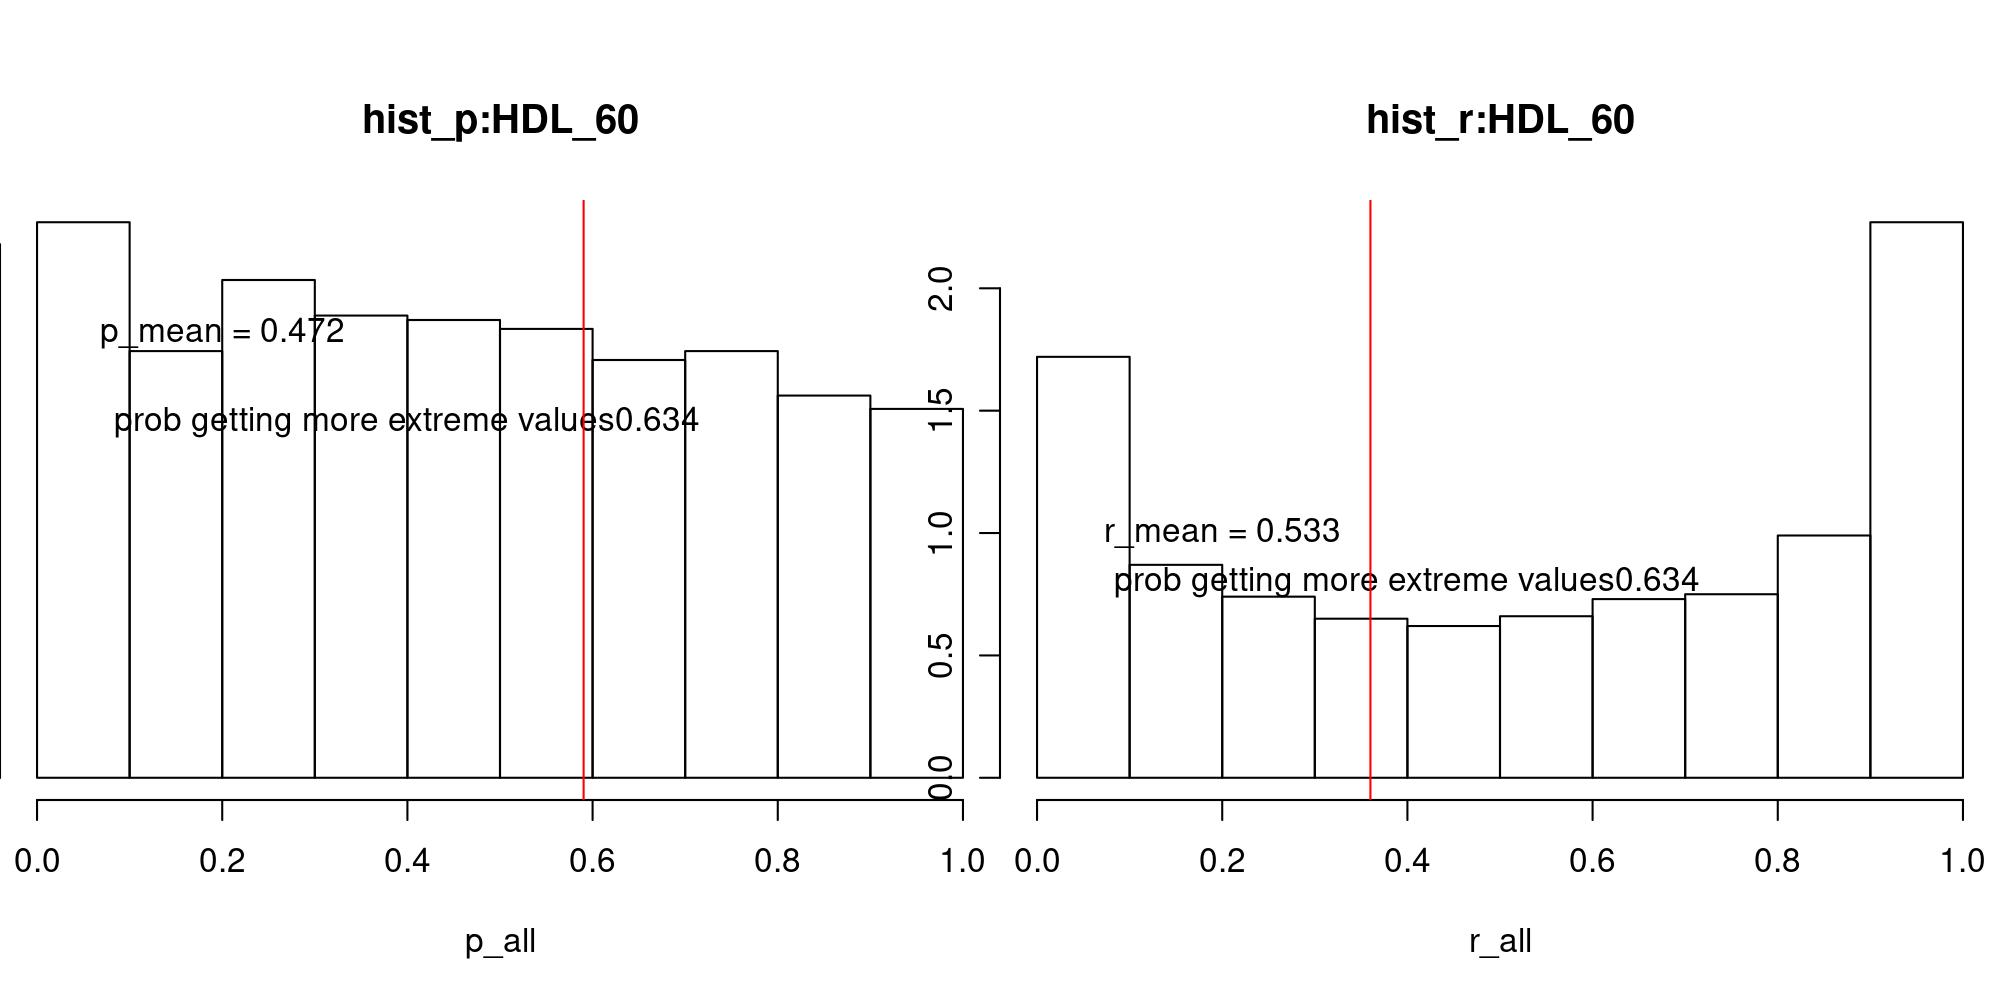 hist_p:HDL_60
p_mean = 0.472
prob getting more extreme values0.634
0.0 0.2 0.4 0.6 0.8 1.0
p_all
hist_r:HDL_60
2.0
1.5
1.0
0.5
0.0
r_mean = 0.533
prob getting more extreme values0.634
0.0 0.2 0.4 0.6 0.8 1.0
r_all